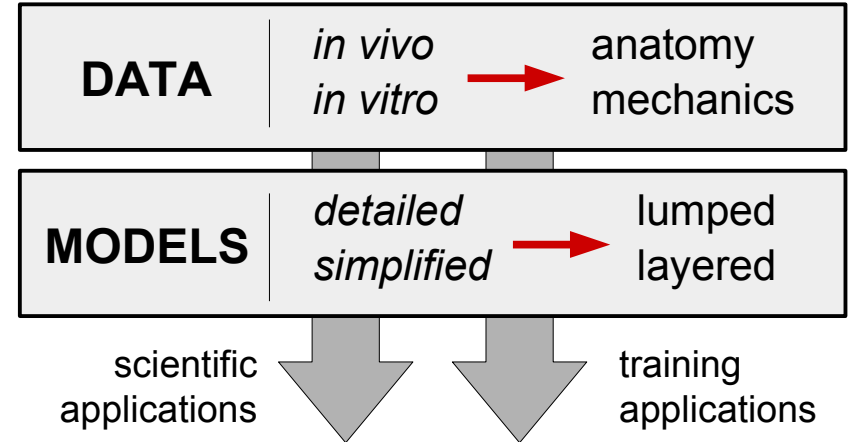 DATA
in vivo
in vitro
anatomy
mechanics
MODELS
detailed
simplified
lumped
layered
scientific
applications
training
applications